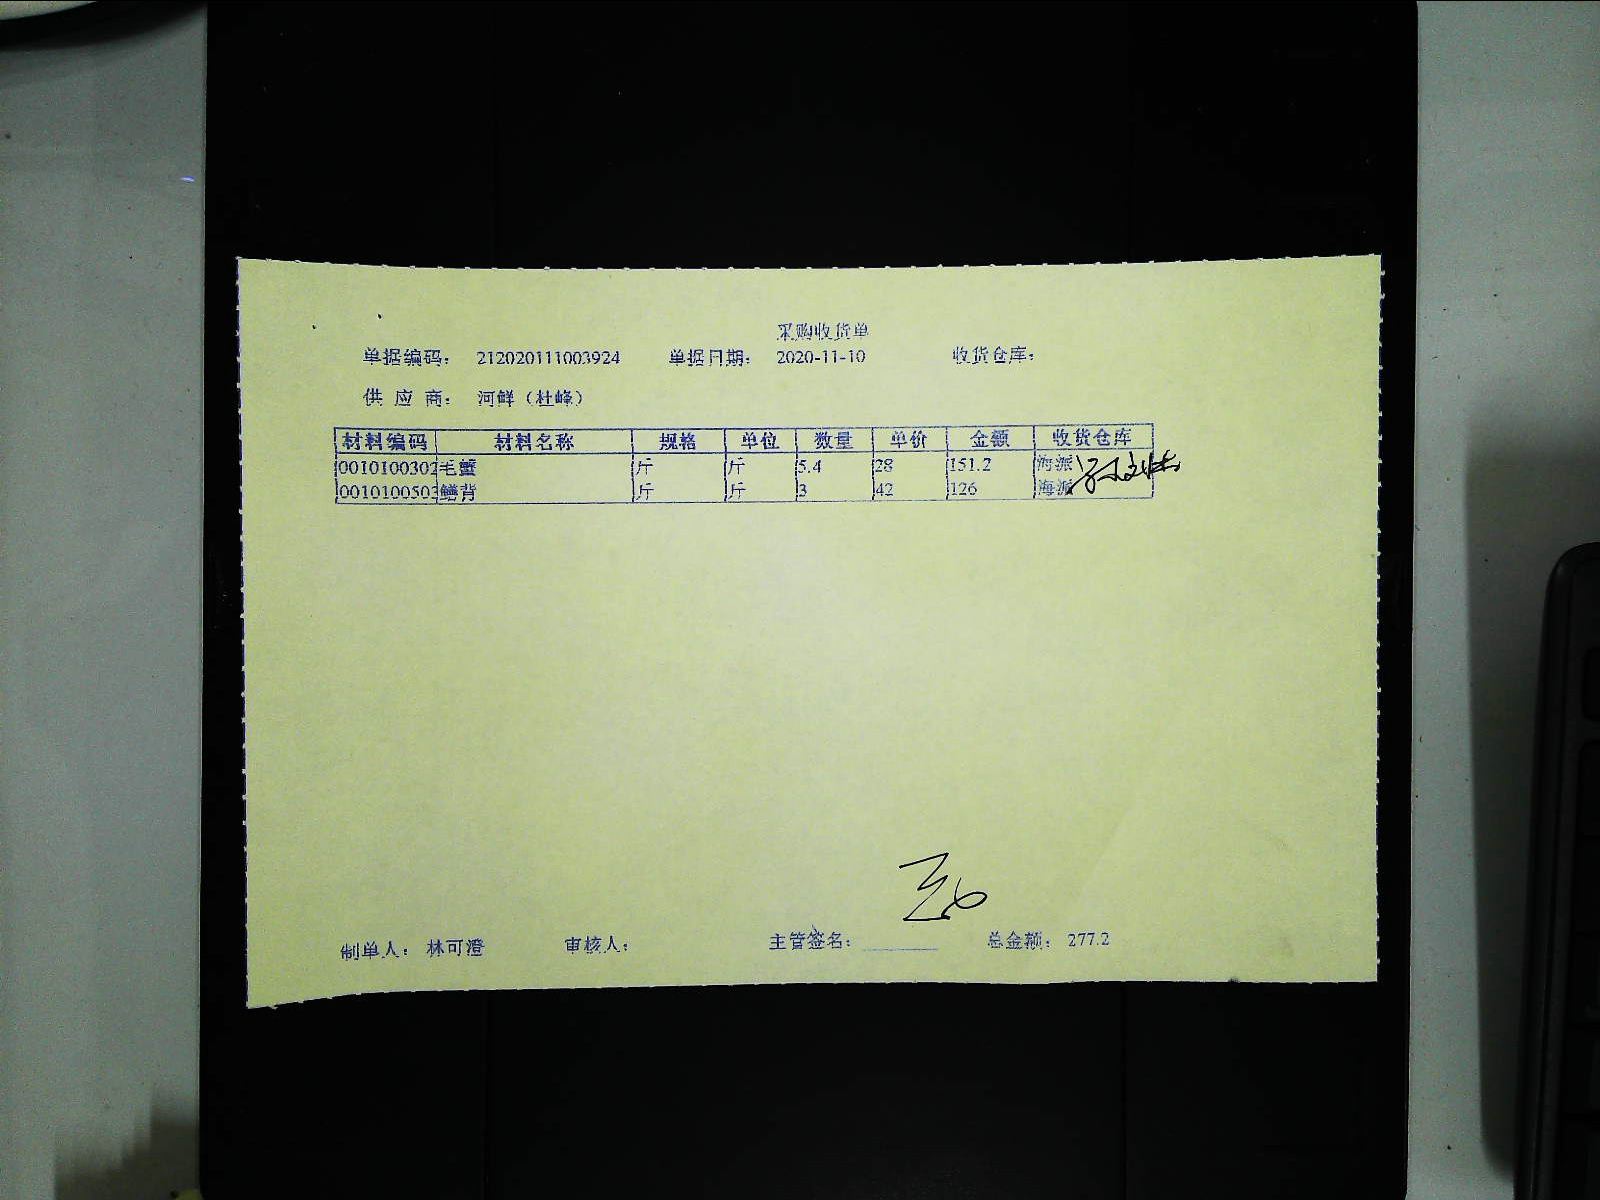 采购收货单
单据编码： 212020111003924 单据日期： 2020-11-10 收货仓库：
供 应 商： 河鲜（杜峰）
材料编码 材料名称 规格 单位 数量 单价 金额 收货仓库
0010100302 毛蟹 斤 斤 5.4 28 151.2 海派
0010100503 鳝背 斤 斤 3 42 126 海派
制单人： 林可澄 审核人： 主管签名： 总金额： 277.2